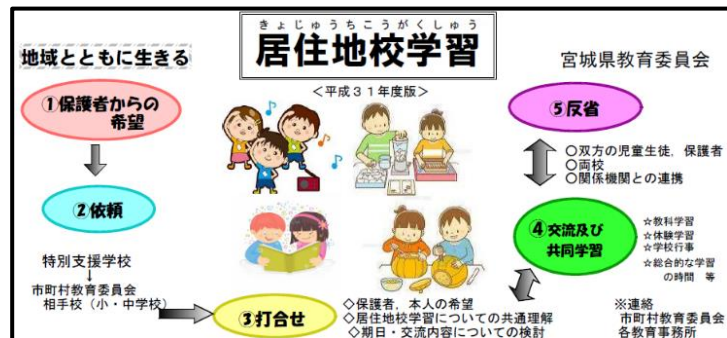 きょじゅうちこうがくしゅう
地域とともに生きる
居住地校学習
宮城県教育委員会
＜平成３１年度版＞
①保護者からの
希望
②依頼
特別支援学校
↓
市町村教育委員会
相手校（小・中学校）
③打合せ
◇保護者，本人の希望
◇居住地校学習についての共通理解
◇期日・交流内容についての検討
④交流及び
共同学習
☆教科学習
☆体験学習
☆学校行事
☆総合的な学習
の時間　等
⑤反省
○双方の児童生徒，保護者
○両校
○関係機関との連携
※連絡
市町村教育委員会
各教育事務所